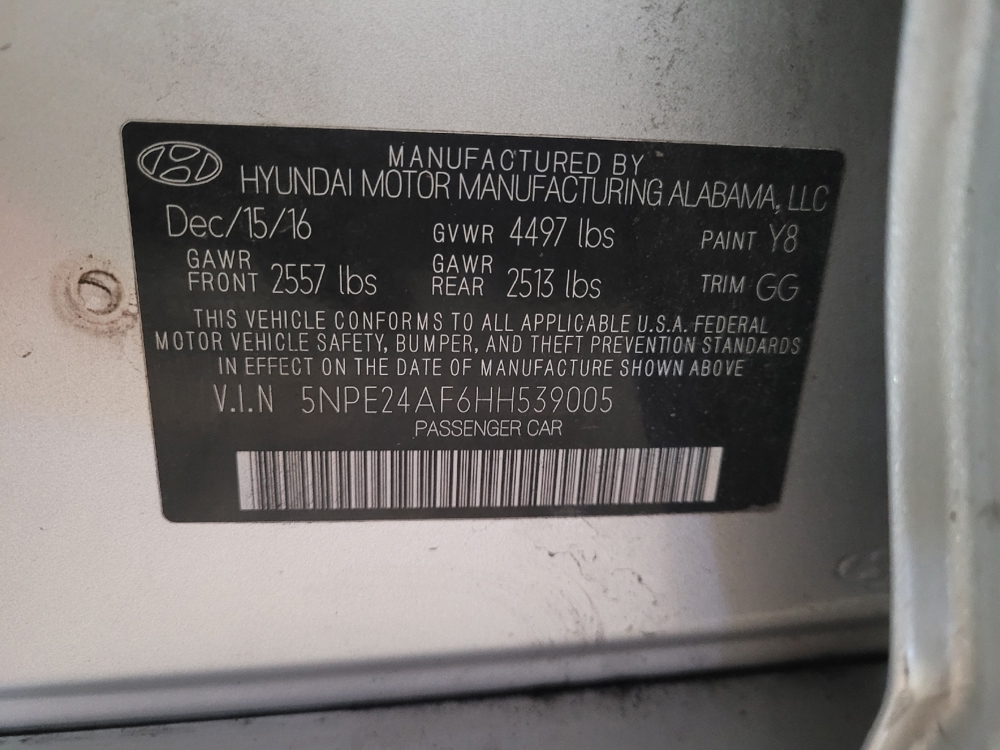 MANUFACTURED BY
HYUNDAI MOTOR MANUFACTURING ALABAMA, LLC
Dec/15/16 GVWR 4497 lbs PAINT Y8
GAWR FRONT 2557 lbs GAWR REAR 2513 lbs TRIM GG
THIS VEHICLE CONFORMS TO ALL APPLICABLE U.S.A. FEDERAL
MOTOR VEHICLE SAFETY, BUMPER, AND THEFT PREVENTION STANDARDS
IN EFFECT ON THE DATE OF MANUFACTURE SHOWN ABOVE
V.I.N 5NPE24AF6HH539005
PASSENGER CAR